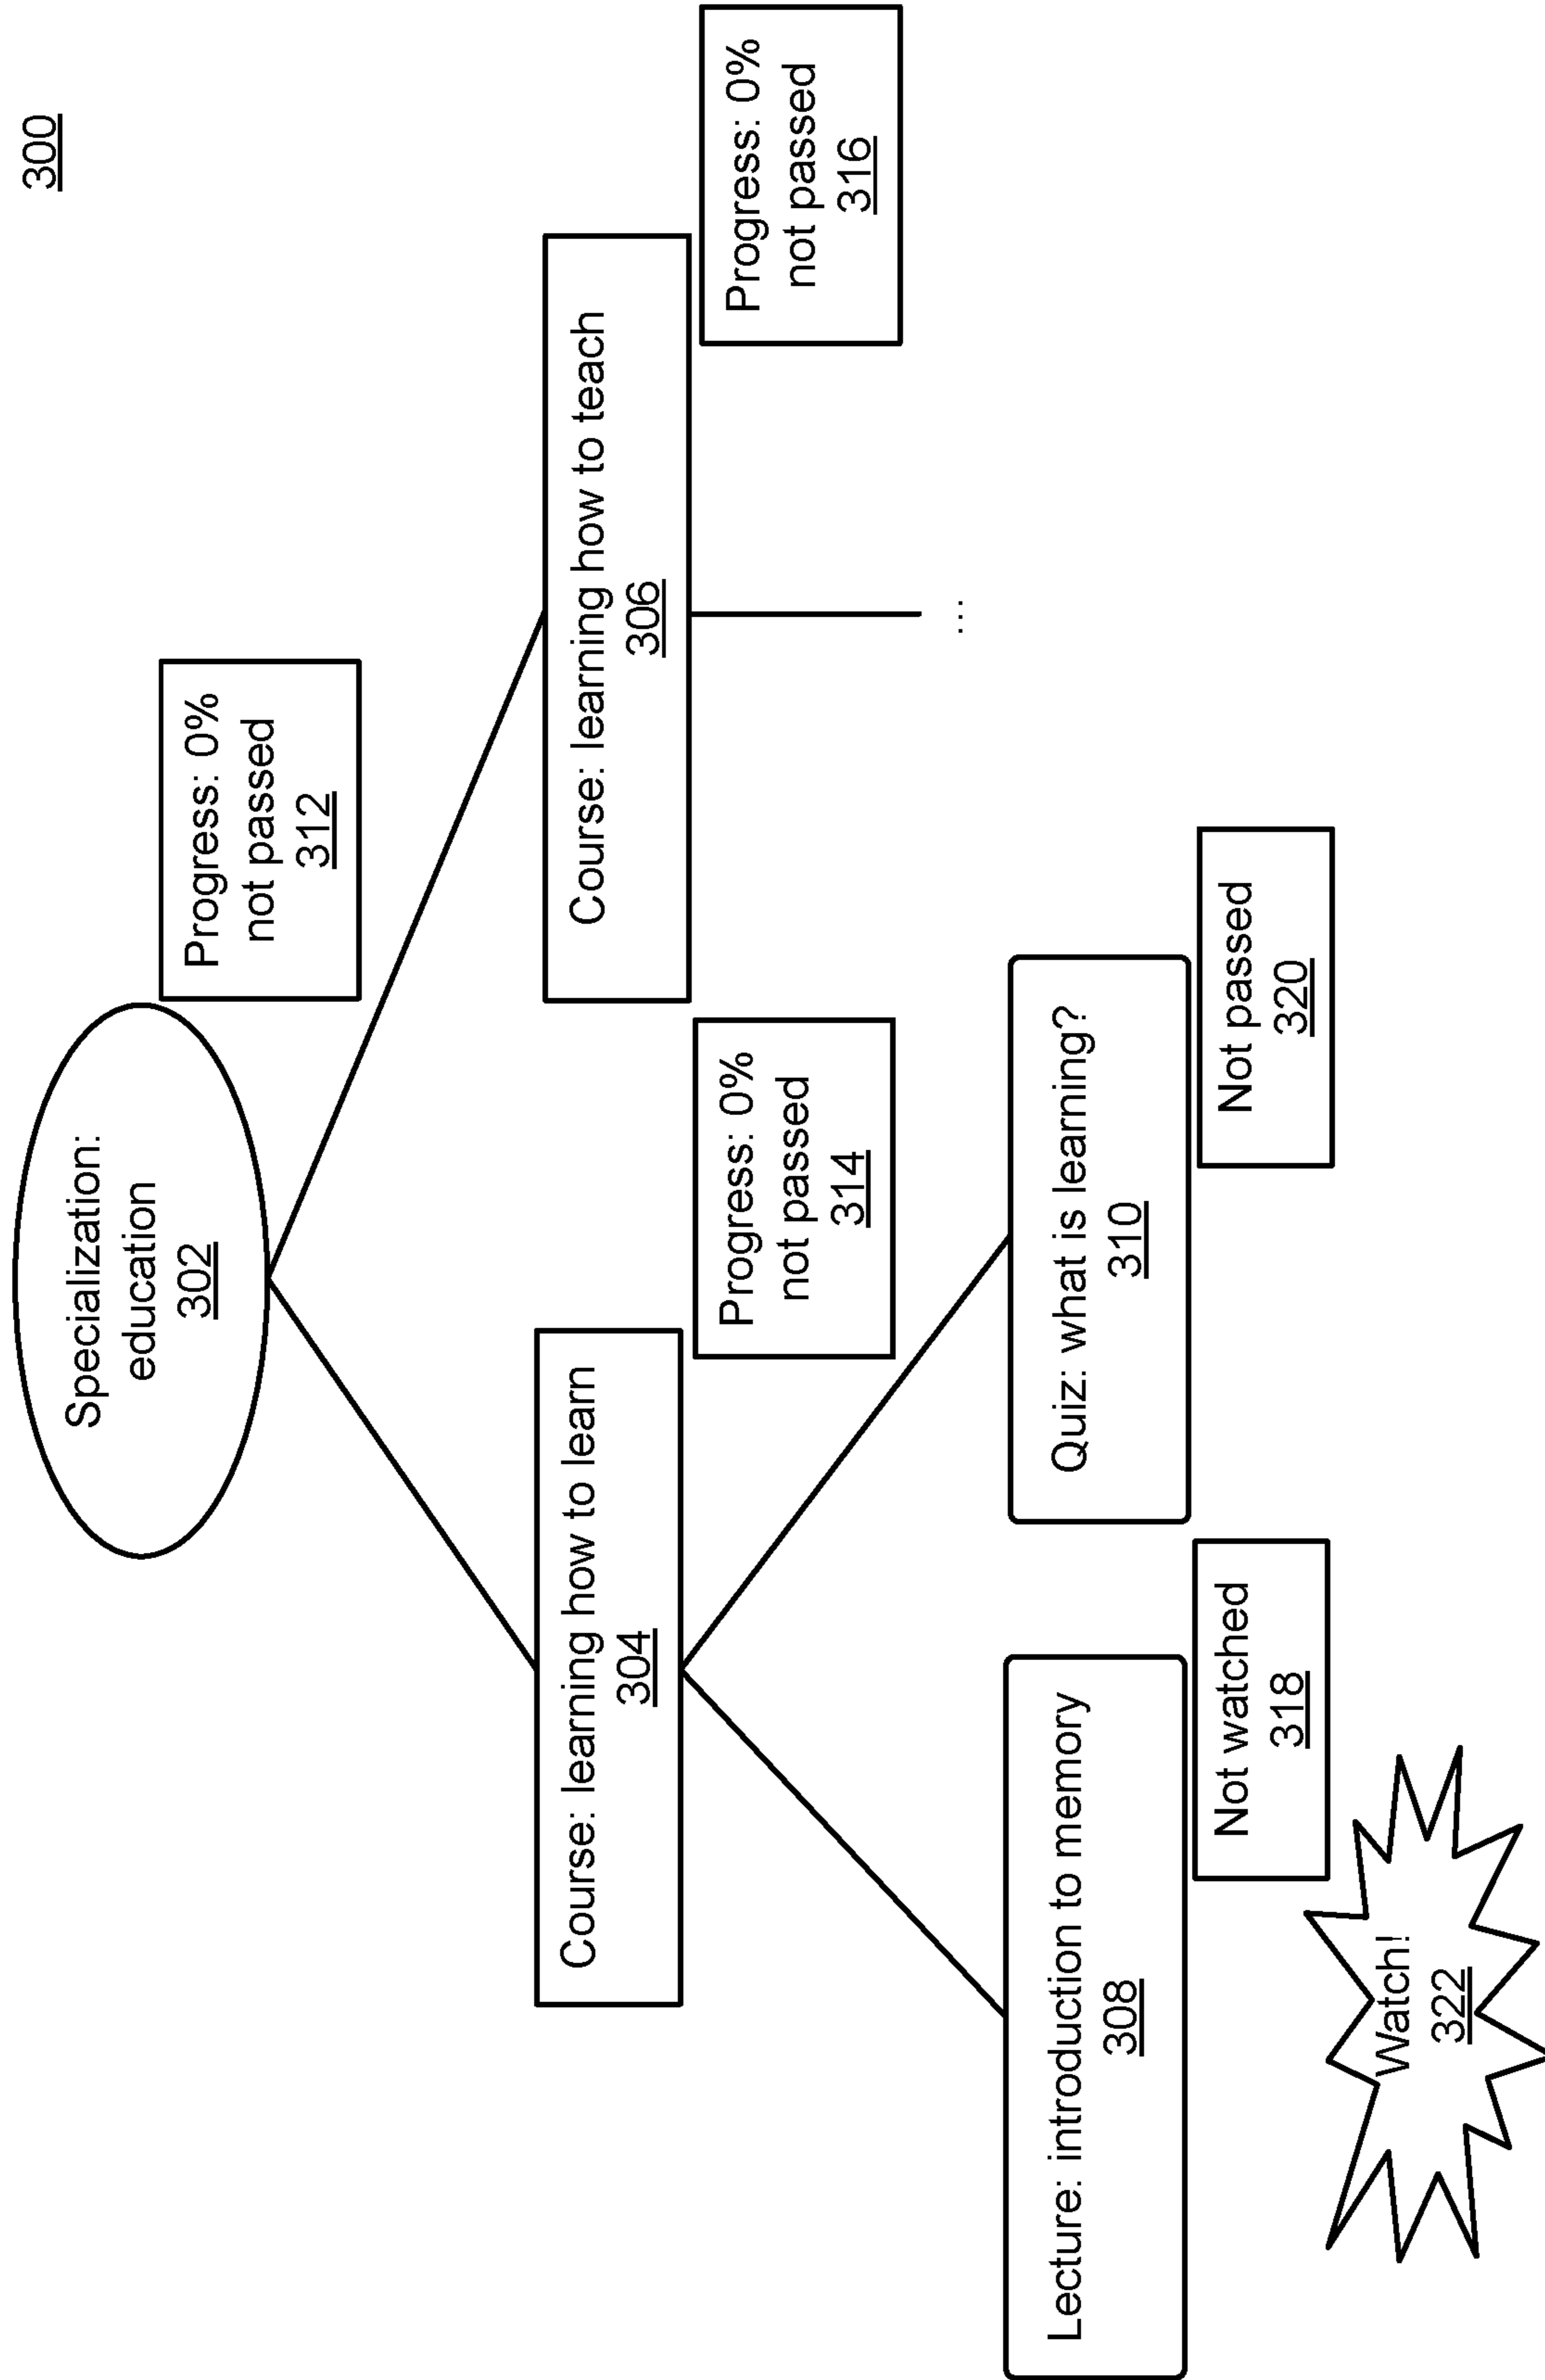 300
Specialization:
education
302
Progress: 0%
not passed
312
Course: learning how to learn
304
Progress: 0%
not passed
314
Course: learning how to teach
306
Progress: 0%
not passed
316
...
Lecture: introduction to memory
308
Not watched
318
Quiz: what is learning?
310
Not passed
320
Watch!
322